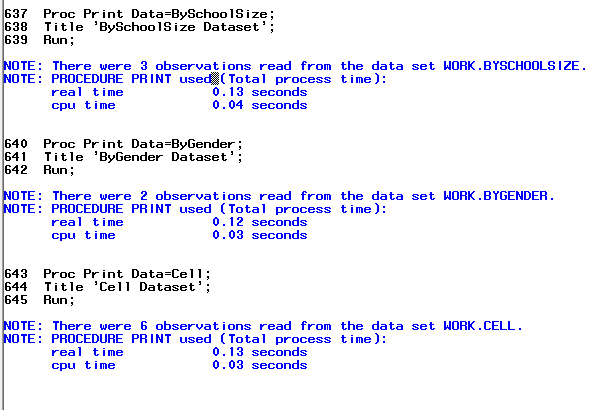 637  Proc Print Data=BySchoolSize;
638  Title 'BySchoolSize Dataset';
639  Run;
NOTE: There were 3 observations read from the data set WORK.BYSCHOOLSIZE.
NOTE: PROCEDURE PRINT used (Total process time):
      real time           0.13 seconds
      cpu time            0.04 seconds
640  Proc Print Data=ByGender;
641  Title 'ByGender Dataset';
642  Run;
NOTE: There were 2 observations read from the data set WORK.BYGENDER.
NOTE: PROCEDURE PRINT used (Total process time):
      real time           0.12 seconds
      cpu time            0.03 seconds
643  Proc Print Data=Cell;
644  Title 'Cell Dataset';
645  Run;
NOTE: There were 6 observations read from the data set WORK.CELL.
NOTE: PROCEDURE PRINT used (Total process time):
      real time           0.13 seconds
      cpu time            0.03 seconds